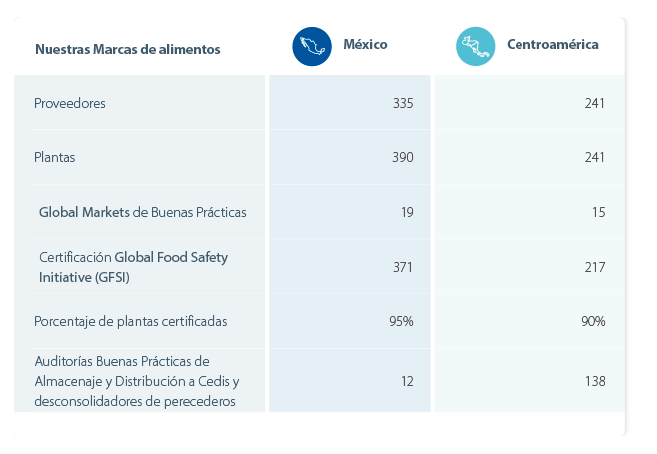 Nuestras Marcas de alimentos México Centroamérica
Proveedores 335 241
Plantas 390 241
Global Markets de Buenas Prácticas 19 15
Certificación Global Food Safety
Initiative (GFSI) 371 217
Porcentaje de plantas certificadas 95% 90%
Auditorías Buenas Prácticas de
Almacenaje y Distribución a Cedis y 12 138
desconsolidadores de perecederos